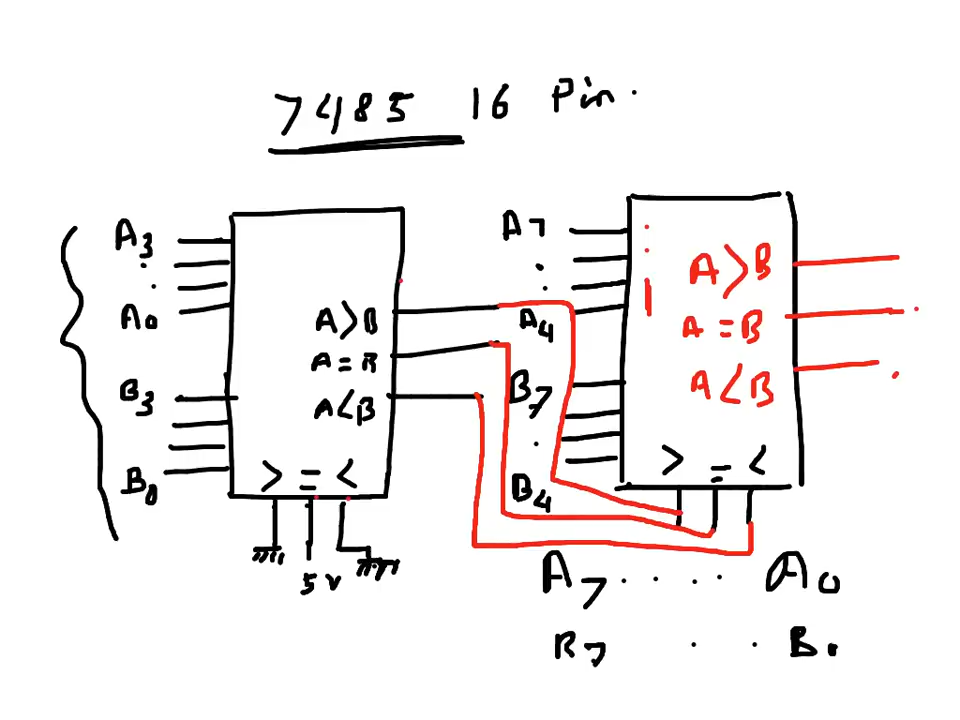 7485 16 Pin.
A3
.
.
A0
B3
B0
A>B
A=B
A<B
> = <
5v
A7
.
.
A4
B7
.
B4
A>B
A=B
A<B
> = <
A7 . . . . A0
B7 . . B0